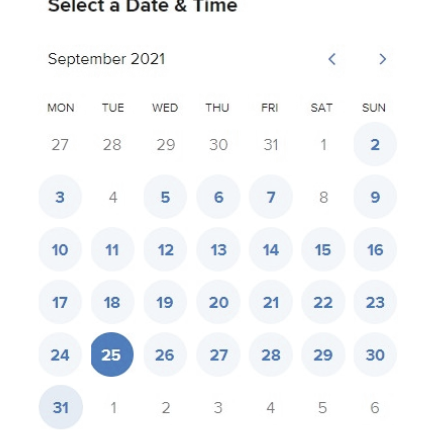 Select a Date & Time
September 2021
MON TUE WED THU FRI SAT SUN
27 28 29 30 31 1 2
3 4 5 6 7 8 9
10 11 12 13 14 15 16
17 18 19 20 21 22 23
24 25 26 27 28 29 30
31 1 2 3 4 5 6